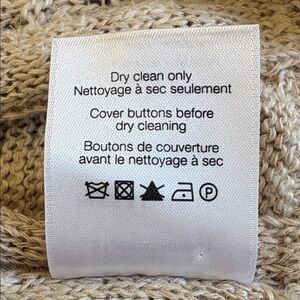 Dry clean only
Nettoyage à sec seulement
Cover buttons before
dry cleaning
Boutons de couverture
avant le nettoyage à sec
P